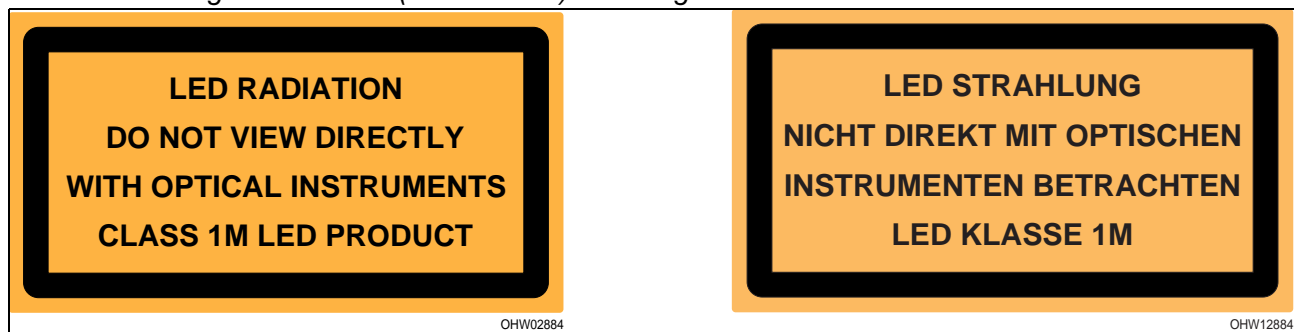 LED RADIATION
DO NOT VIEW DIRECTLY
WITH OPTICAL INSTRUMENTS
CLASS 1M LED PRODUCT
OHW02884
LED STRAHLUNG
NICHT DIREKT MIT OPTISCHEN
INSTRUMENTEN BETRACHTEN
LED KLASSE 1M
OHW12884